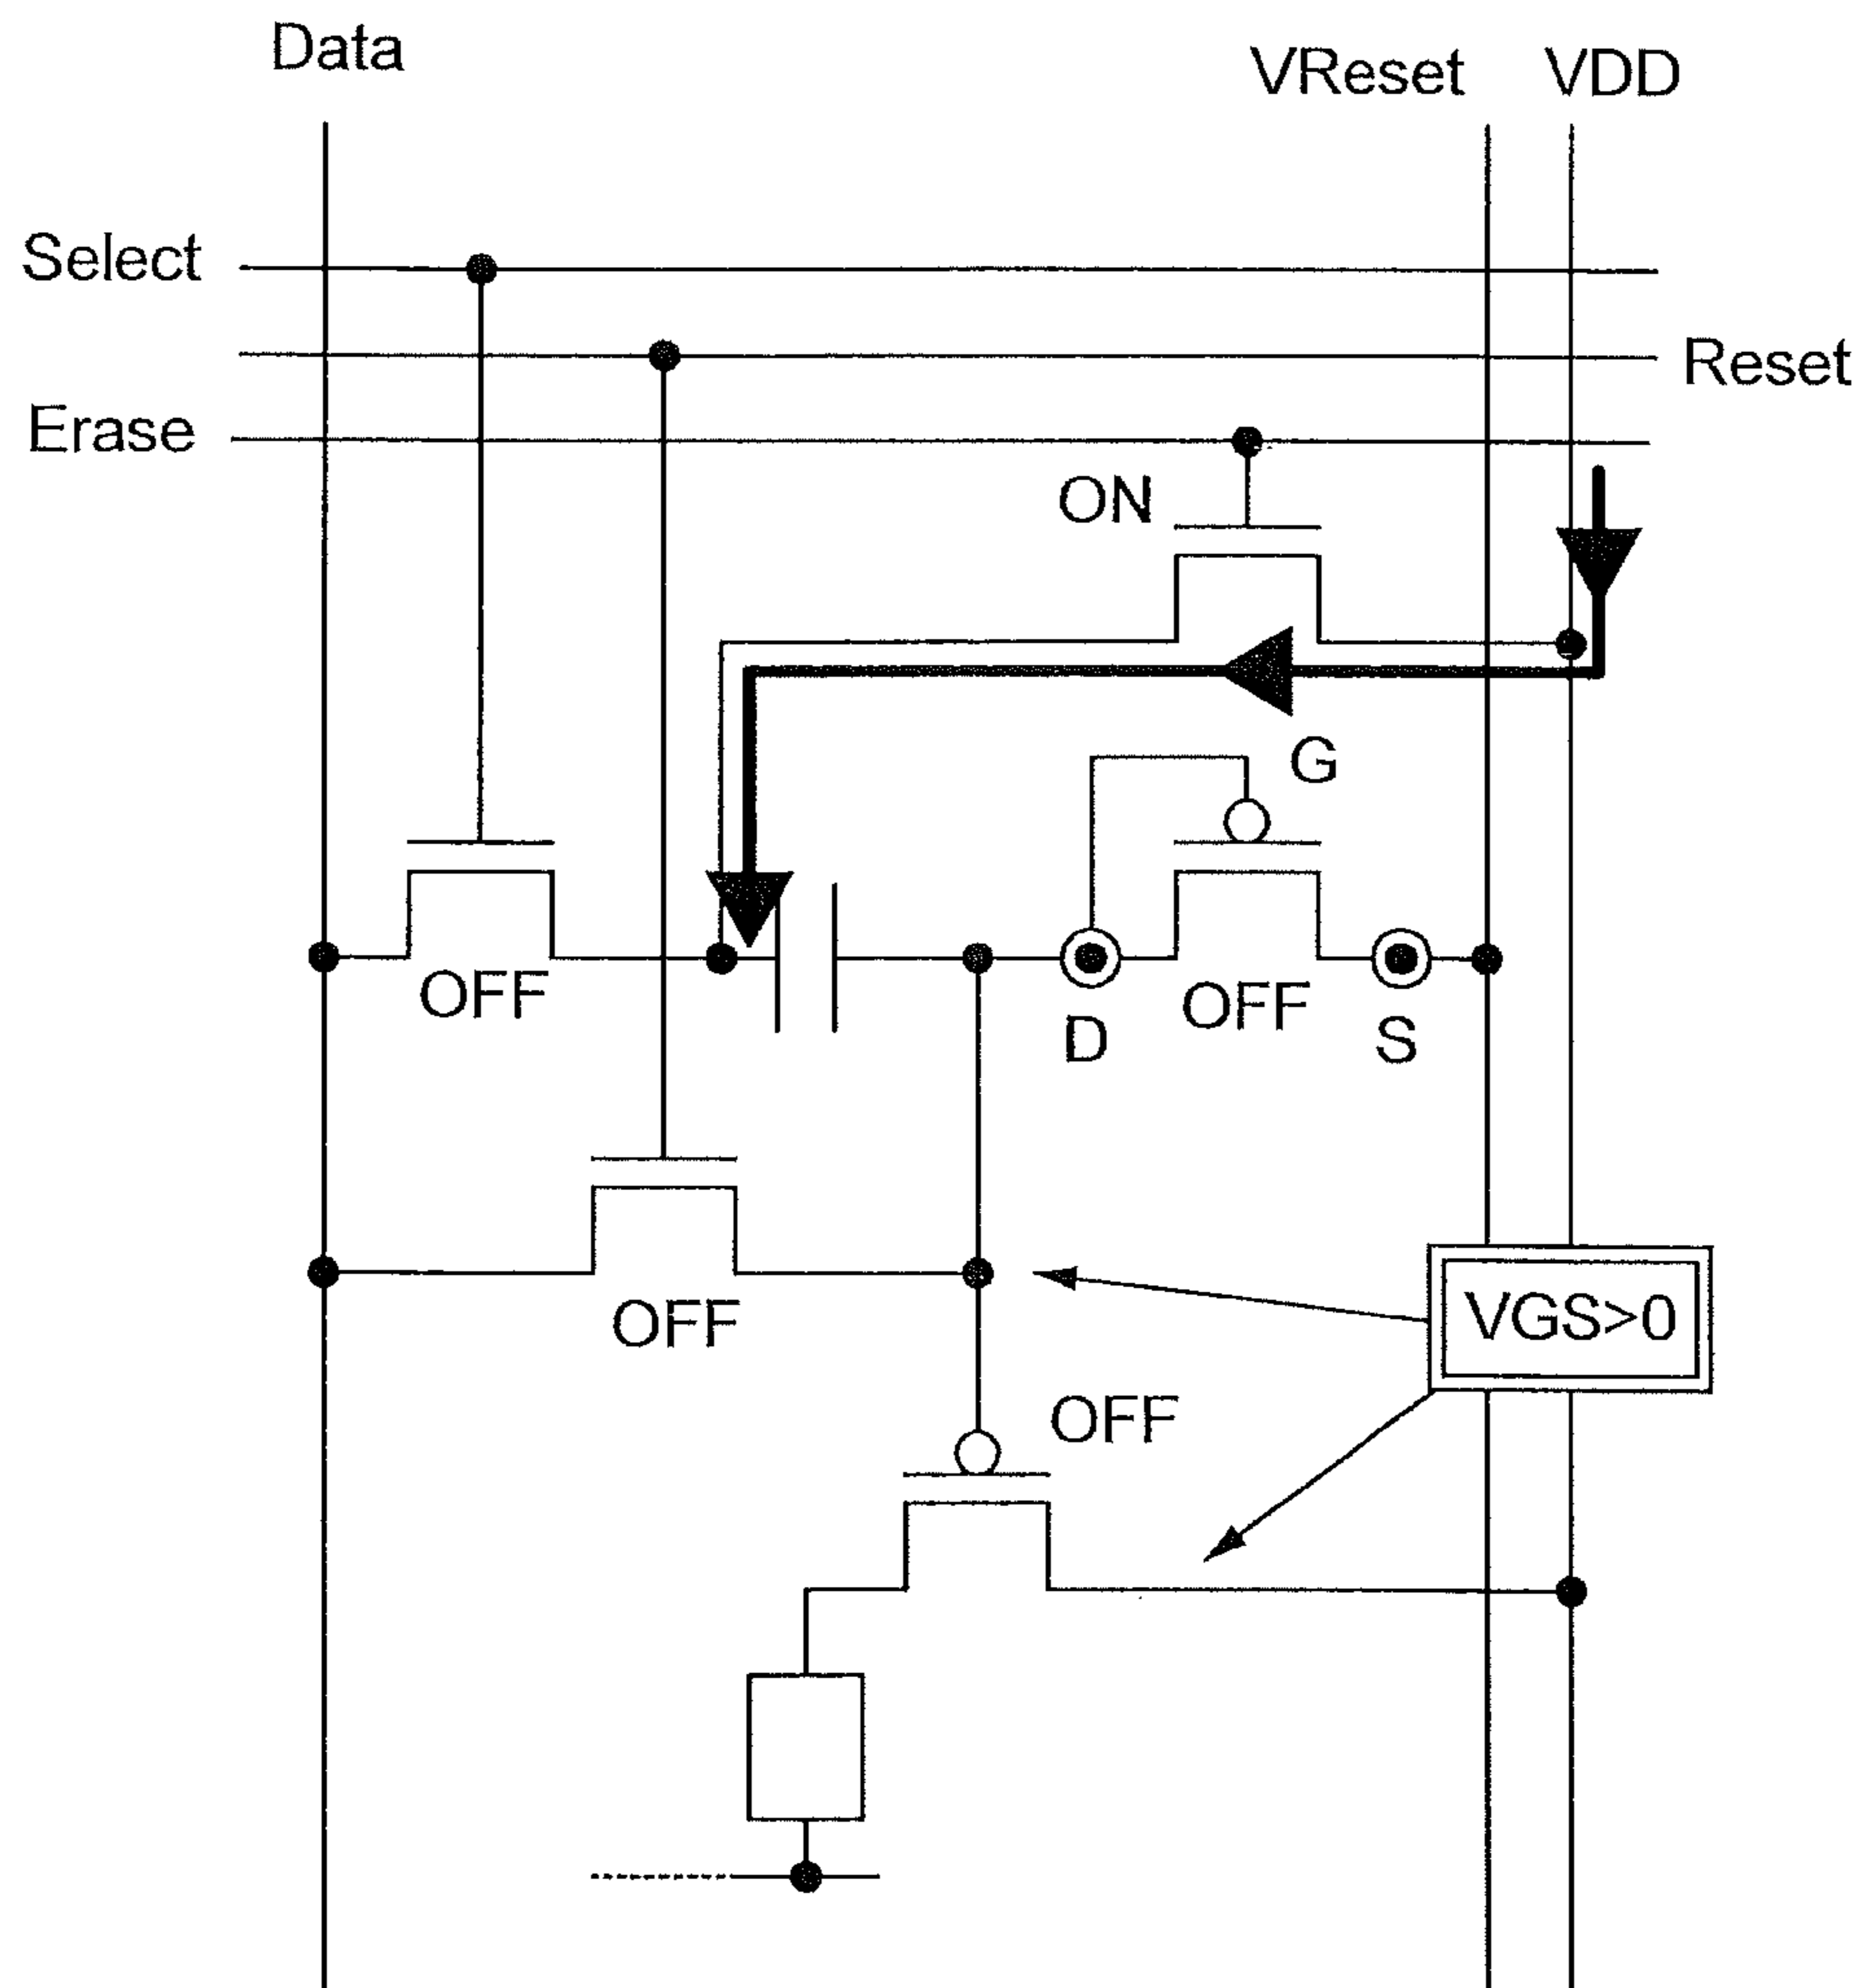 Data
VReset
VDD
Select
Reset
Erase
ON
G
OFF
D
OFF
S
OFF
VGS>0
OFF